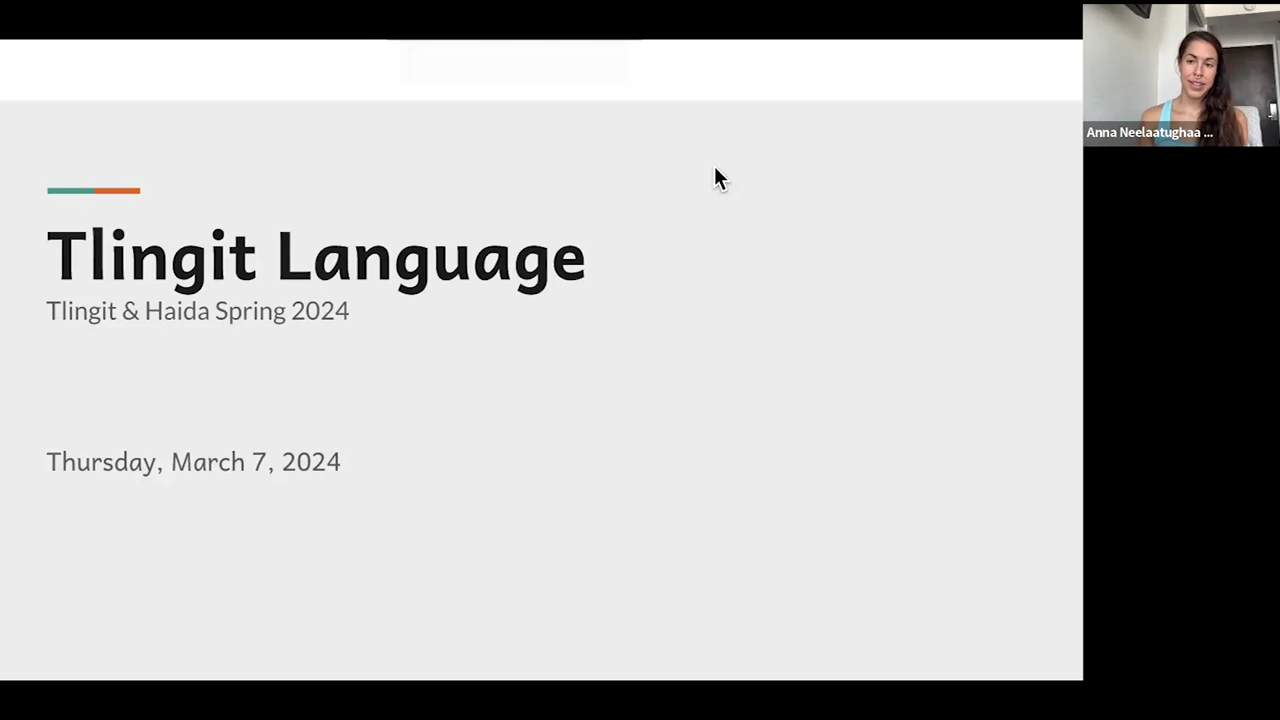 Tlingit Language
Tlingit & Haida Spring 2024
Thursday, March 7, 2024
Anna Neelaatughaa ...